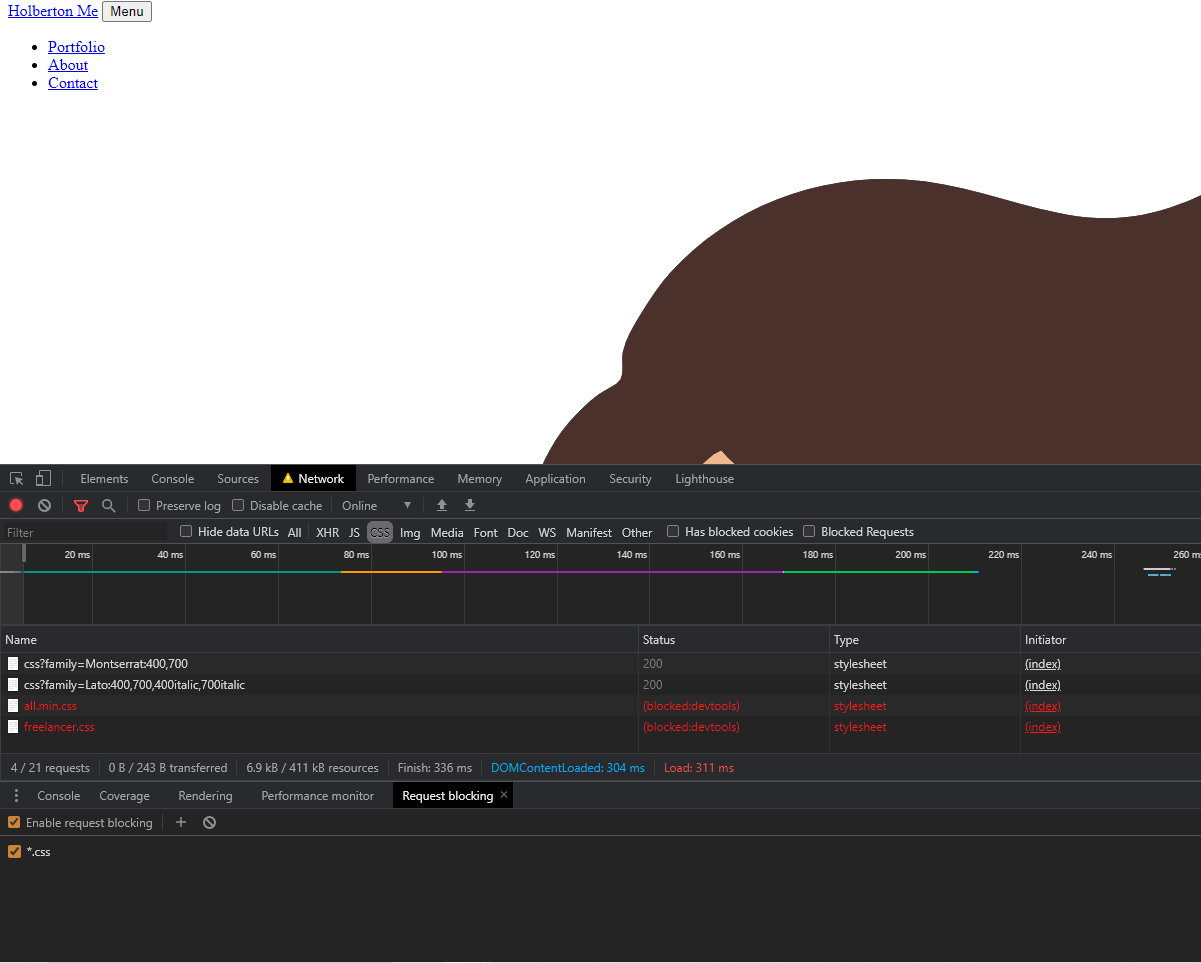 Holberton Me Menu
Portfolio
About
Contact
Elements Console Sources Network Performance Memory Application Security Lighthouse
Preserve log Disable cache Online
Filter Hide data URLs All XHR JS CSS Img Media Font Doc WS Manifest Other Has blocked cookies Blocked Requests
20 ms 40 ms 60 ms 80 ms 100 ms 120 ms 140 ms 160 ms 180 ms 200 ms 220 ms 240 ms 260 ms
Name Status Type Initiator
css?family=Montserrat:400,700 200 stylesheet (index)
css?family=Lato:400,700,400italic,700italic 200 stylesheet (index)
all.min.css (blocked:devtools) stylesheet (index)
freelancer.css (blocked:devtools) stylesheet (index)
4 / 21 requests 0 B / 243 B transferred 6.9 kB / 411 kB resources Finish: 336 ms DOMContentLoaded: 304 ms Load: 311 ms
Console Coverage Rendering Performance monitor Request blocking ×
Enable request blocking
*.css